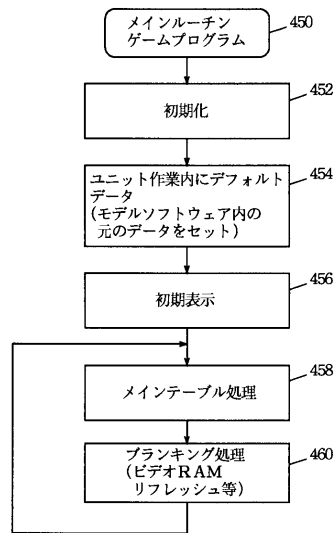 メインルーチン
ゲームプログラム
450
452
初期化
454
ユニット作業内にデフォルト
データ
(モデルソフトウェア内の
元のデータをセット)
456
初期表示
458
メインテーブル処理
460
ブランキング処理
(ビデオRAM
リフレッシュ等)